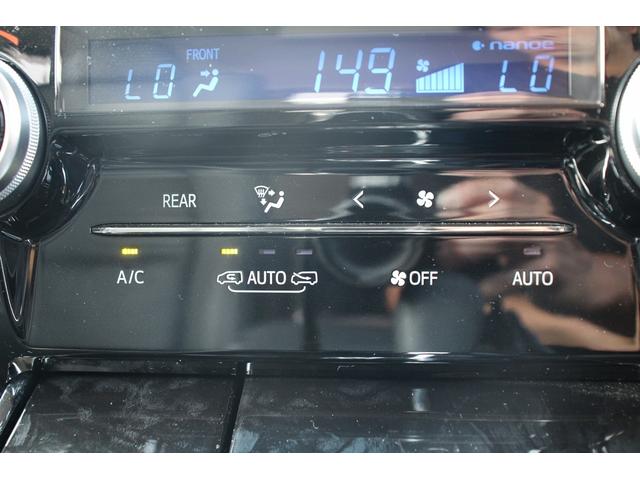 FRONT
nanoe
LO 149 LO
REAR < >
A/C AUTO OFF AUTO